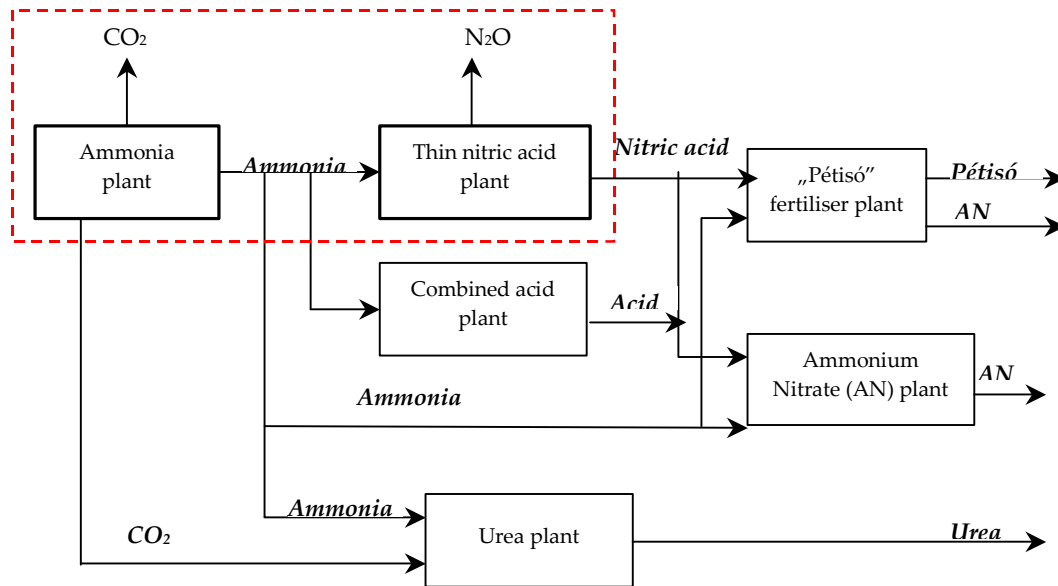 CO₂
N₂O
Ammonia
plant
Ammonia
Thin nitric acid
plant
Nitric acid
„Pétisó”
fertiliser plant
Pétisó
AN
Combined acid
plant
Acid
Ammonium
Nitrate (AN) plant
AN
Ammonia
Ammonia
CO₂
Urea plant
Urea